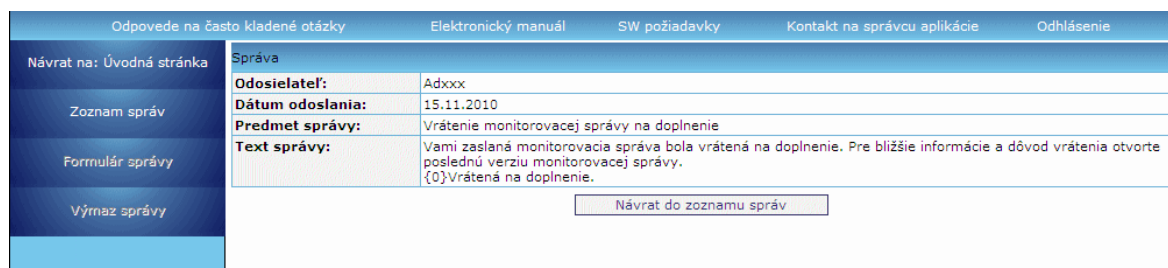 Odpovede na často kladené otázky Elektronický manuál SW požiadavky Kontakt na správcu aplikácie Odhlásenie
Návrat na: Úvodná stránka
Zoznam správ
Formulár správy
Výmaz správy
Správa
Odosielateľ: Adxxx
Dátum odoslania: 15.11.2010
Predmet správy: Vrátenie monitorovacej správy na doplnenie
Text správy: Vami zaslaná monitorovacia správa bola vrátená na doplnenie. Pre bližšie informácie a dôvod vrátenia otvorte
poslednú verziu monitorovacej správy.
{0}Vrátená na doplnenie.
Návrat do zoznamu správ